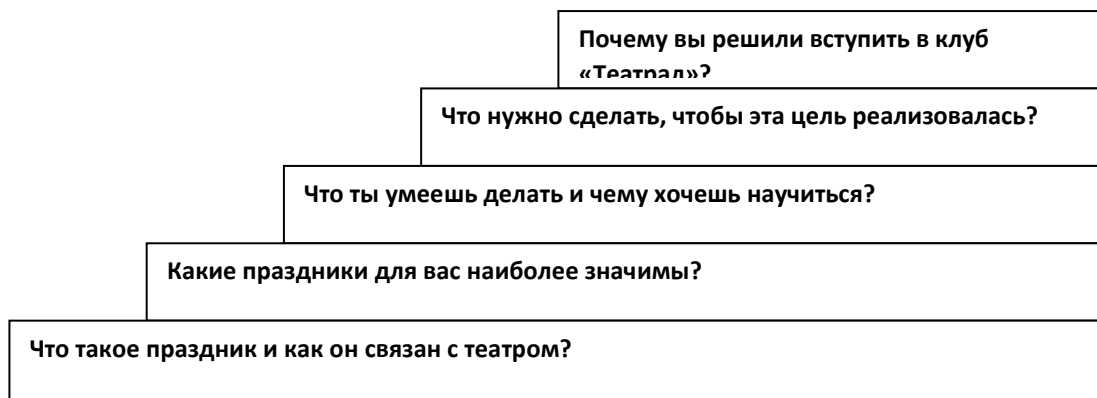 Почему вы решили вступить в клуб
«Театрад»?
Что нужно сделать, чтобы эта цель реализовалась?
Что ты умеешь делать и чему хочешь научиться?
Какие праздники для вас наиболее значимы?
Что такое праздник и как он связан с театром?